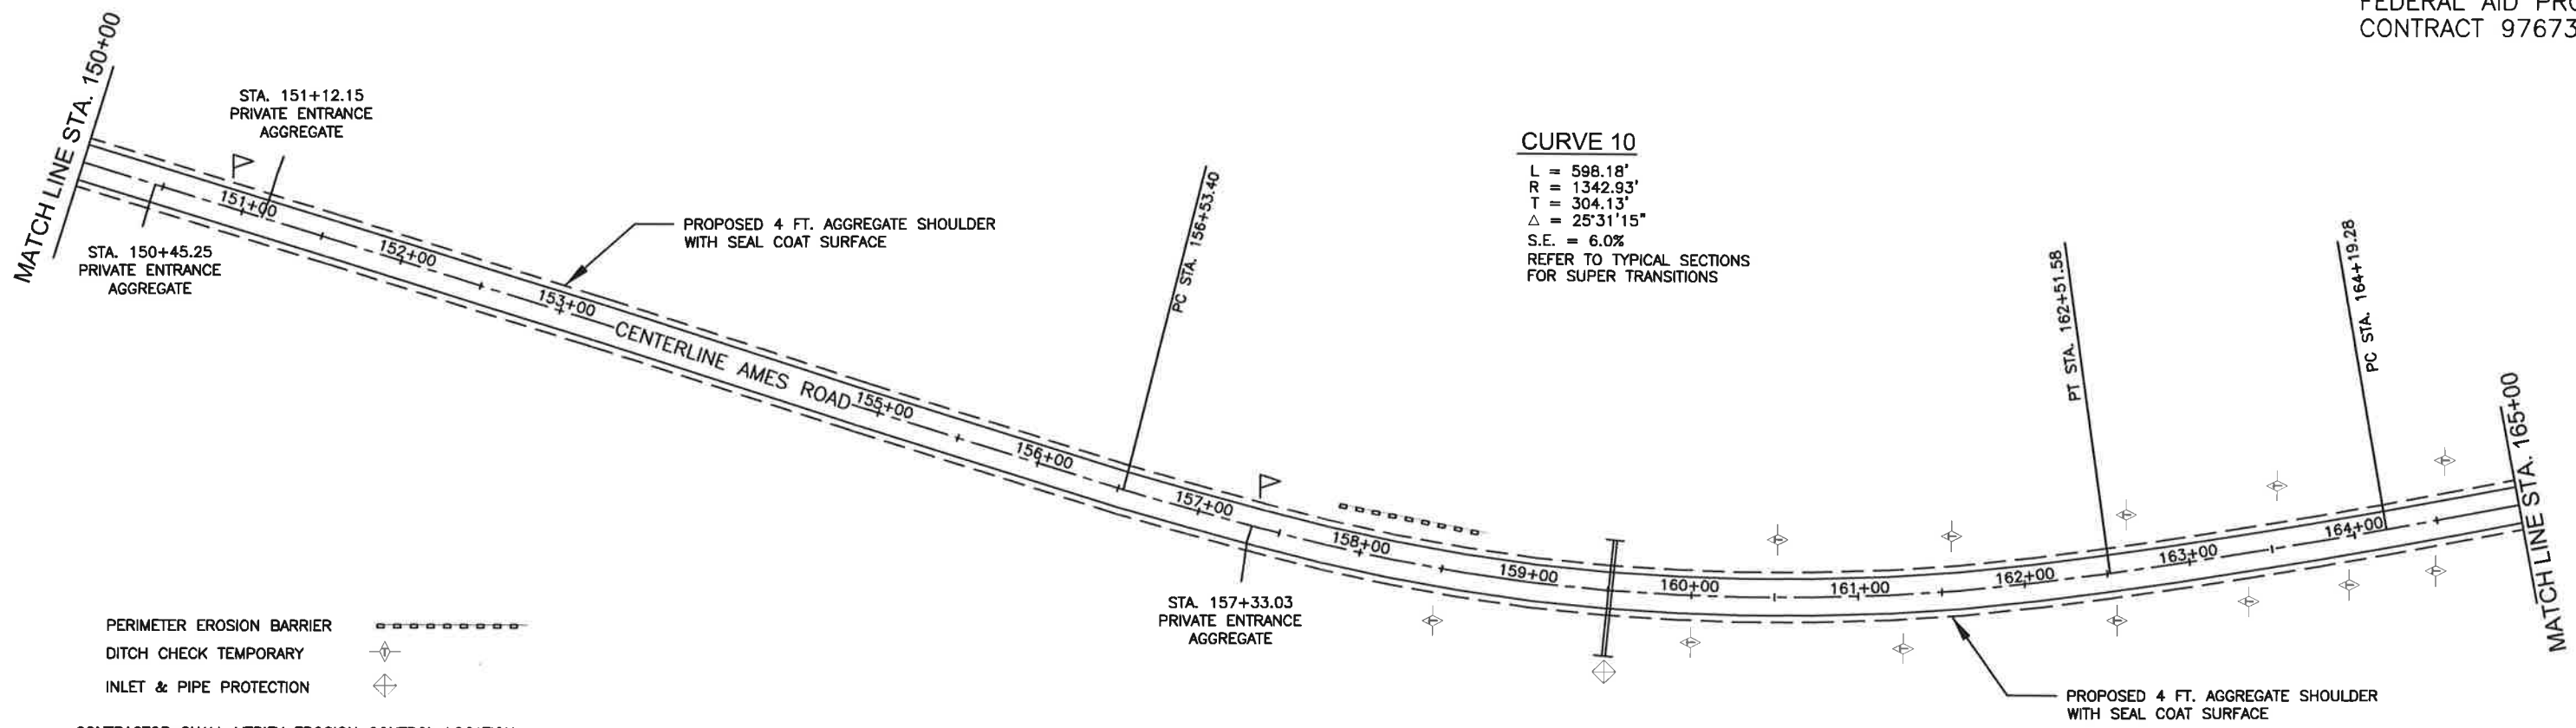 FEDERAL AID
CONTRACT 97673
MATCH LINE STA. 150+00
STA. 151+12.15
PRIVATE ENTRANCE
AGGREGATE
STA. 150+45.25
PRIVATE ENTRANCE
AGGREGATE
151+00
152+00
153+00
PROPOSED 4 FT. AGGREGATE SHOULDER
WITH SEAL COAT SURFACE
CENTERLINE AMES ROAD
155+00
156+00
PC STA. 156+53.40
157+00
158+00
159+00
160+00
161+00
162+00
163+00
164+00
CURVE 10
L = 598.18'
R = 1342.93'
T = 304.13'
△ = 25°31'15"
S.E. = 6.0%
REFER TO TYPICAL SECTIONS
FOR SUPER TRANSITIONS
PT STA. 162+51.58
PC STA. 164+19.28
MATCH LINE STA. 165+00
STA. 157+33.03
PRIVATE ENTRANCE
AGGREGATE
PROPOSED 4 FT. AGGREGATE SHOULDER
WITH SEAL COAT SURFACE
PERIMETER EROSION BARRIER
DITCH CHECK TEMPORARY
INLET & PIPE PROTECTION